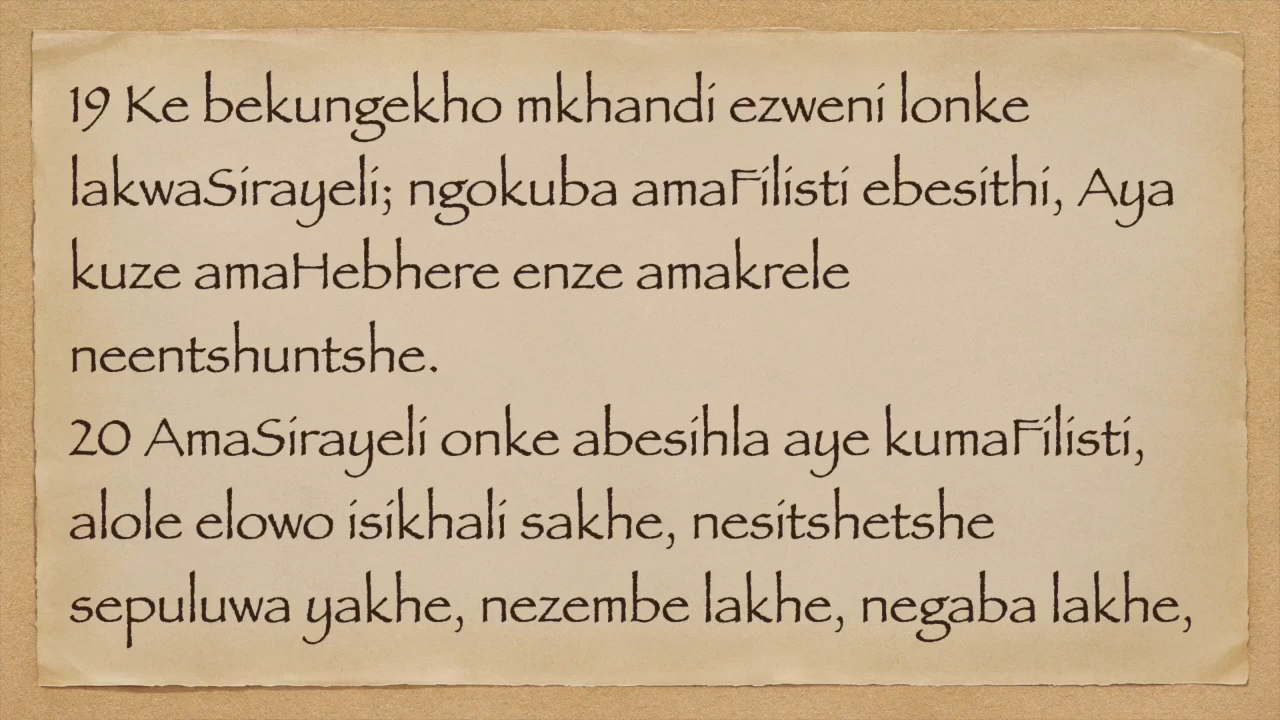 19 Ke bekungekho mkhandi ezweni lonke
lakwaSirayeli; ngokuba amaFilisti ebesithi, Aya
kuze amaHebhere enze amakrele
neentshuntshe.
20 AmaSirayeli onke abesihla aye kumaFilisti,
alole elowo isikhali sakhe, nesitshetshe
sepuluwa yakhe, nezembe lakhe, negaba lakhe,